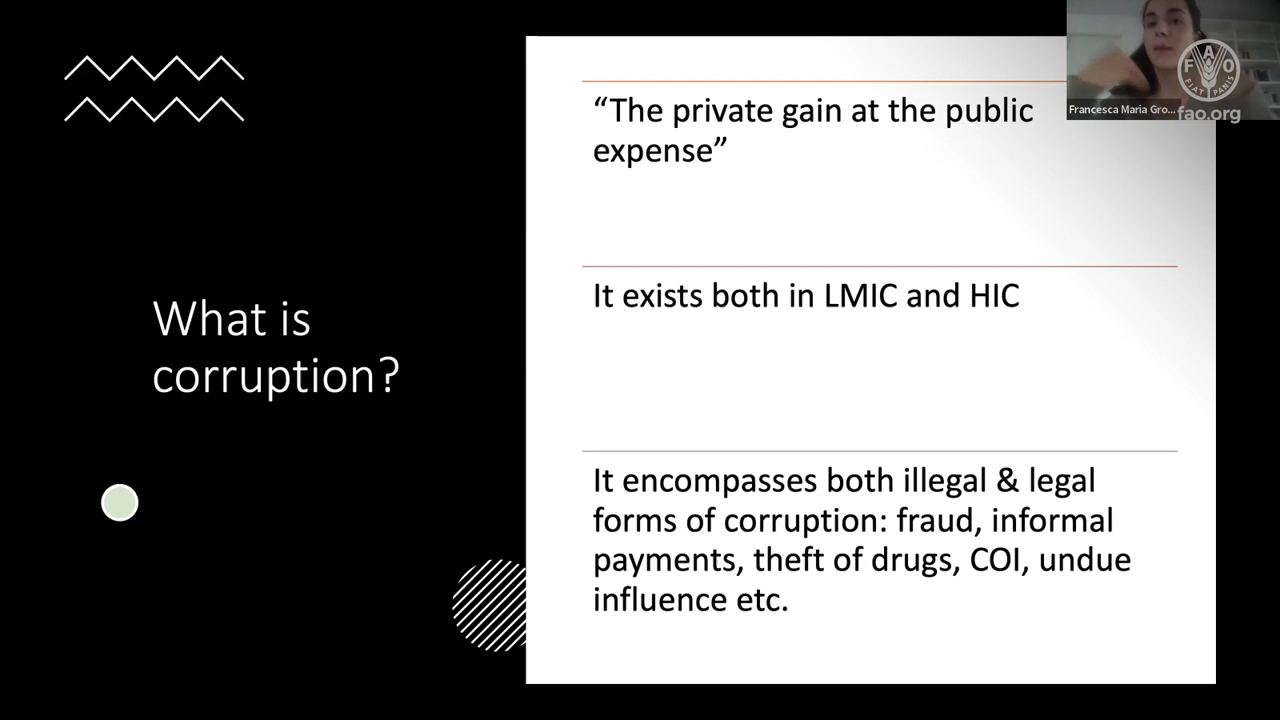 What is
corruption?
“The private gain at the public
expense”
It exists both in LMIC and HIC
It encompasses both illegal & legal
forms of corruption: fraud, informal
payments, theft of drugs, COI, undue
influence etc.
Francesca Maria Gro...
F A O
FIAT PANIS
fao.org